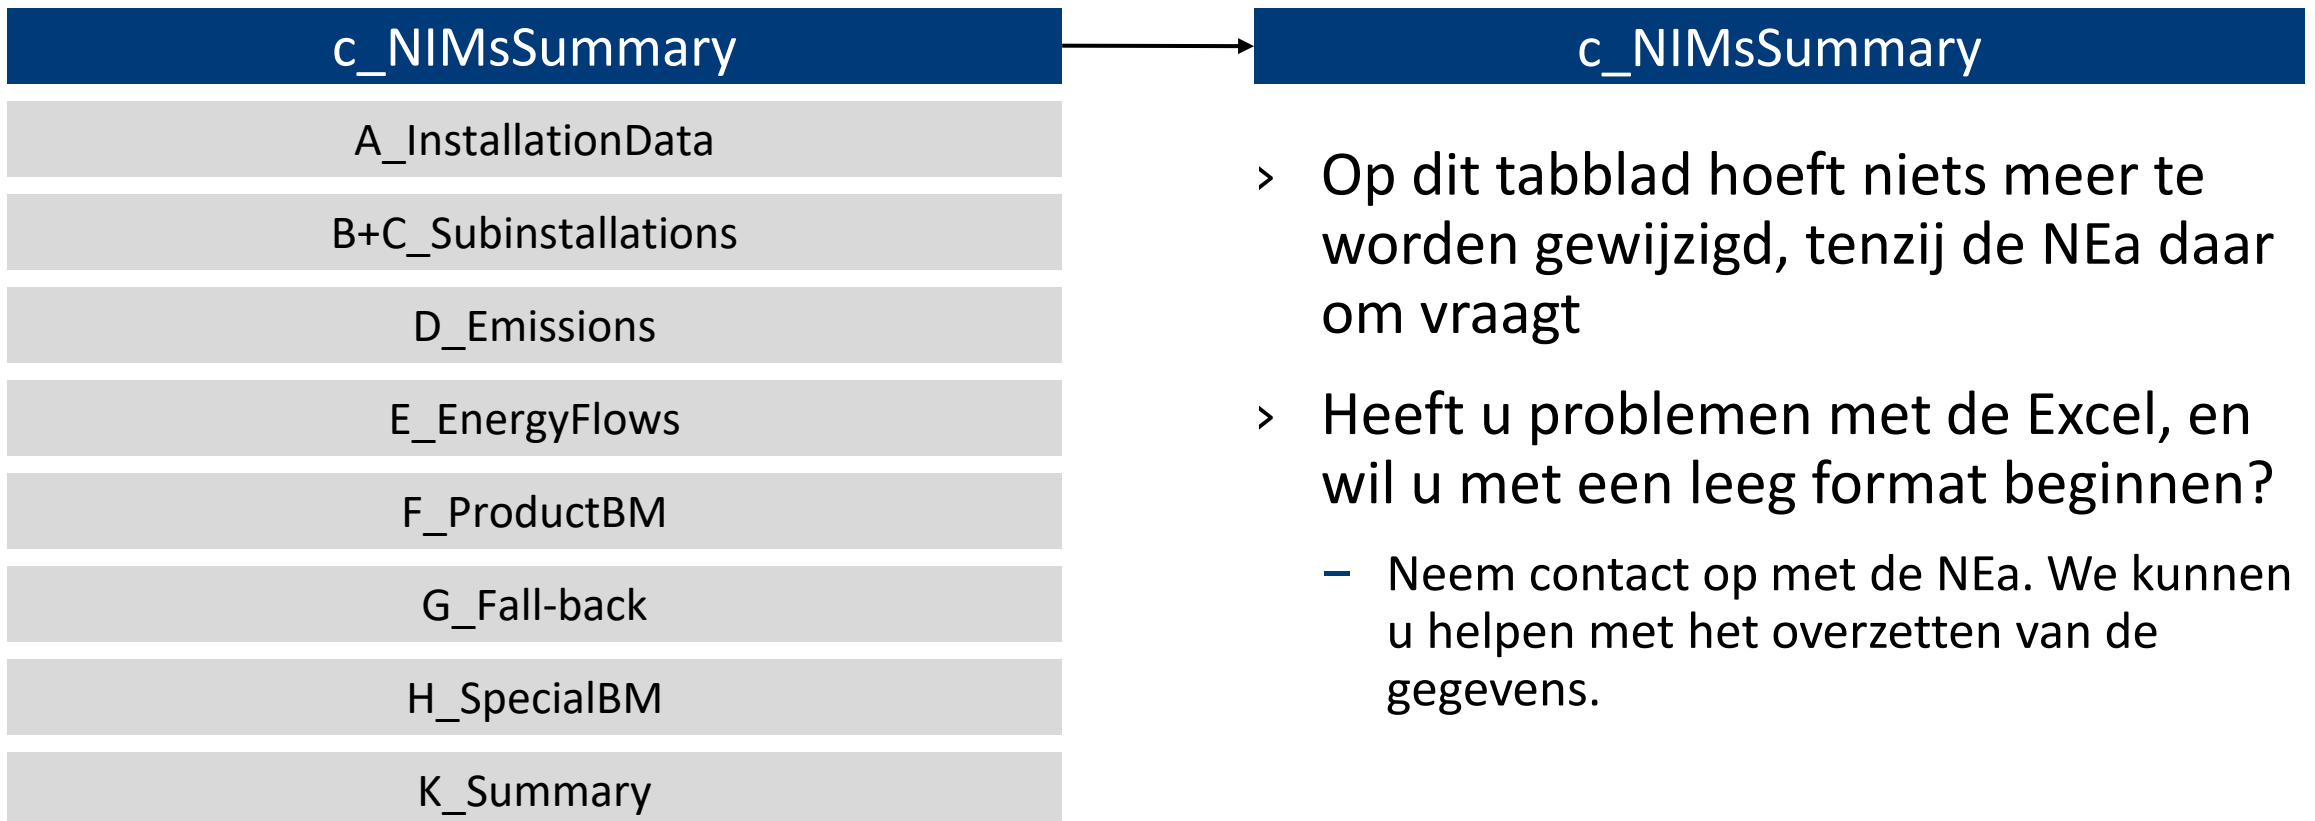 c_NIMsSummary
A_InstallationData
B+C_Subinstallations
D_Emissions
E_EnergyFlows
F_ProductBM
G_Fall-back
H_SpecialBM
K_Summary
c_NIMsSummary
› Op dit tabblad hoeft niets meer te
worden gewijzigd, tenzij de NEa daar
om vraagt
› Heeft u problemen met de Excel, en
wil u met een leeg format beginnen?
– Neem contact op met de NEa. We kunnen
u helpen met het overzetten van de
gegevens.